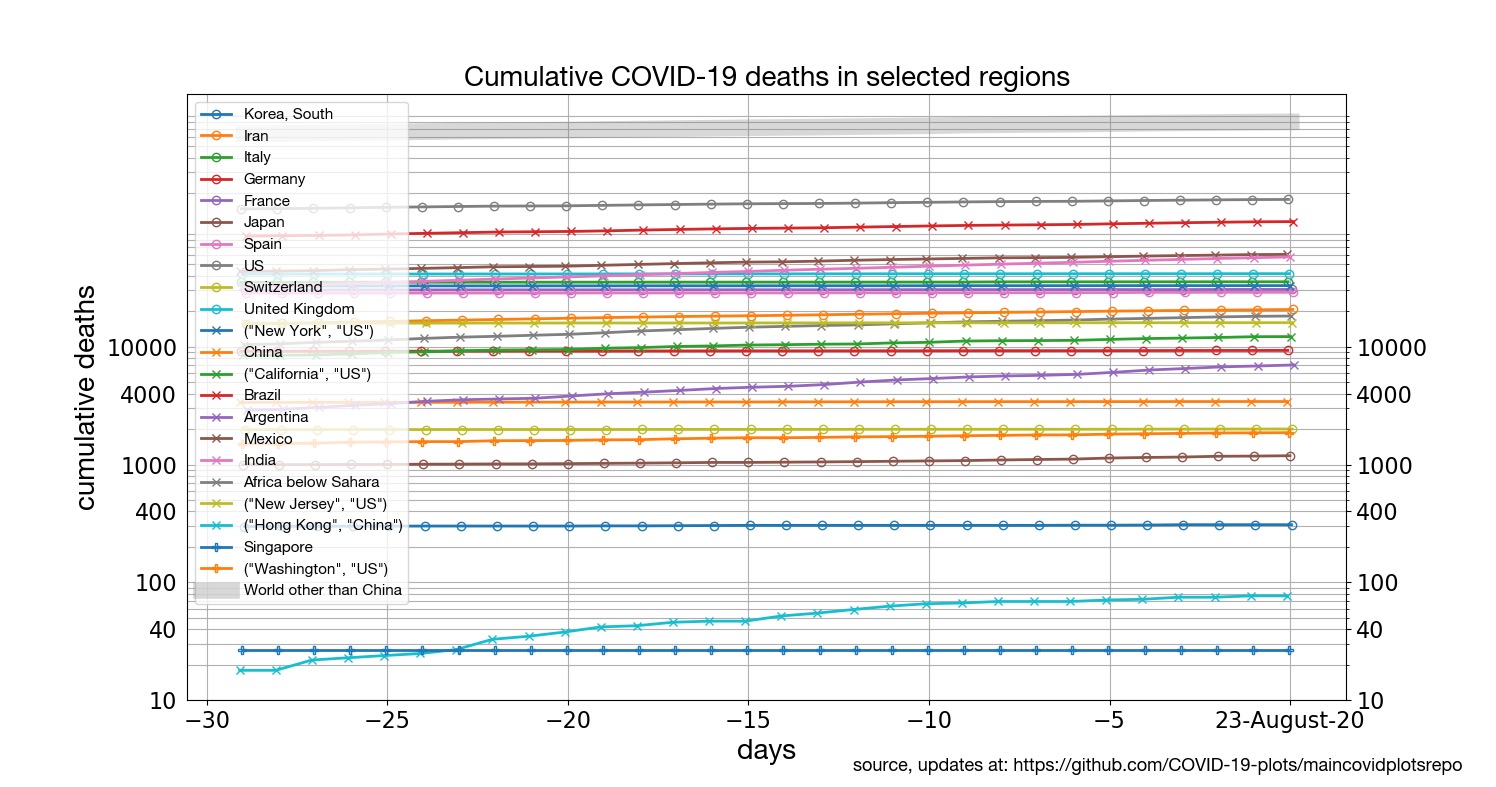 Cumulative COVID-19 deaths in selected regions
Korea, South
Iran
Italy
Germany
France
Japan
Spain
US
Switzerland
United Kingdom
("New York", "US")
China
("California", "US")
Brazil
Argentina
Mexico
India
Africa below Sahara
("New Jersey", "US")
("Hong Kong", "China")
Singapore
("Washington", "US")
World other than China
cumulative deaths
10000
4000
1000
400
100
40
10
10000
4000
1000
400
100
40
10
−30 −25 −20 −15 −10 −5 23-August-20
days
source, updates at: https://github.com/COVID-19-plots/maincovidplotsrepo